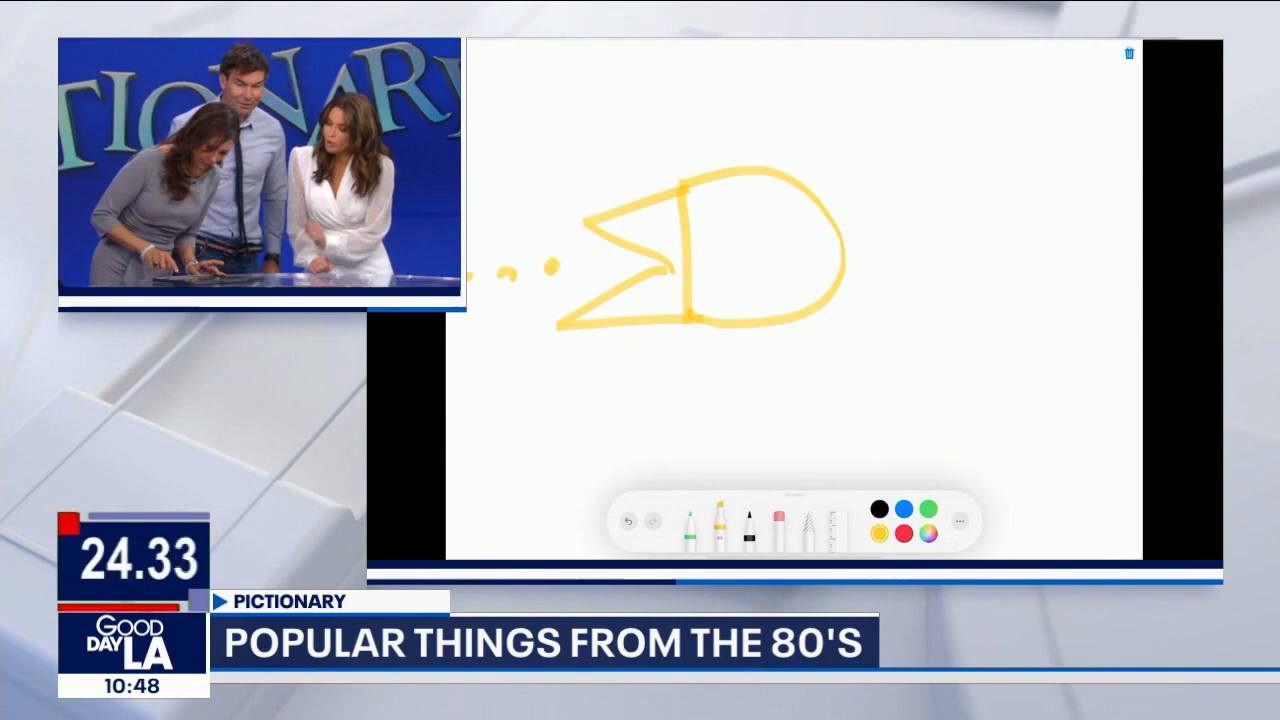 TIONARY
24.33
PICTIONARY
GOOD
DAY LA
POPULAR THINGS FROM THE 80'S
10:48